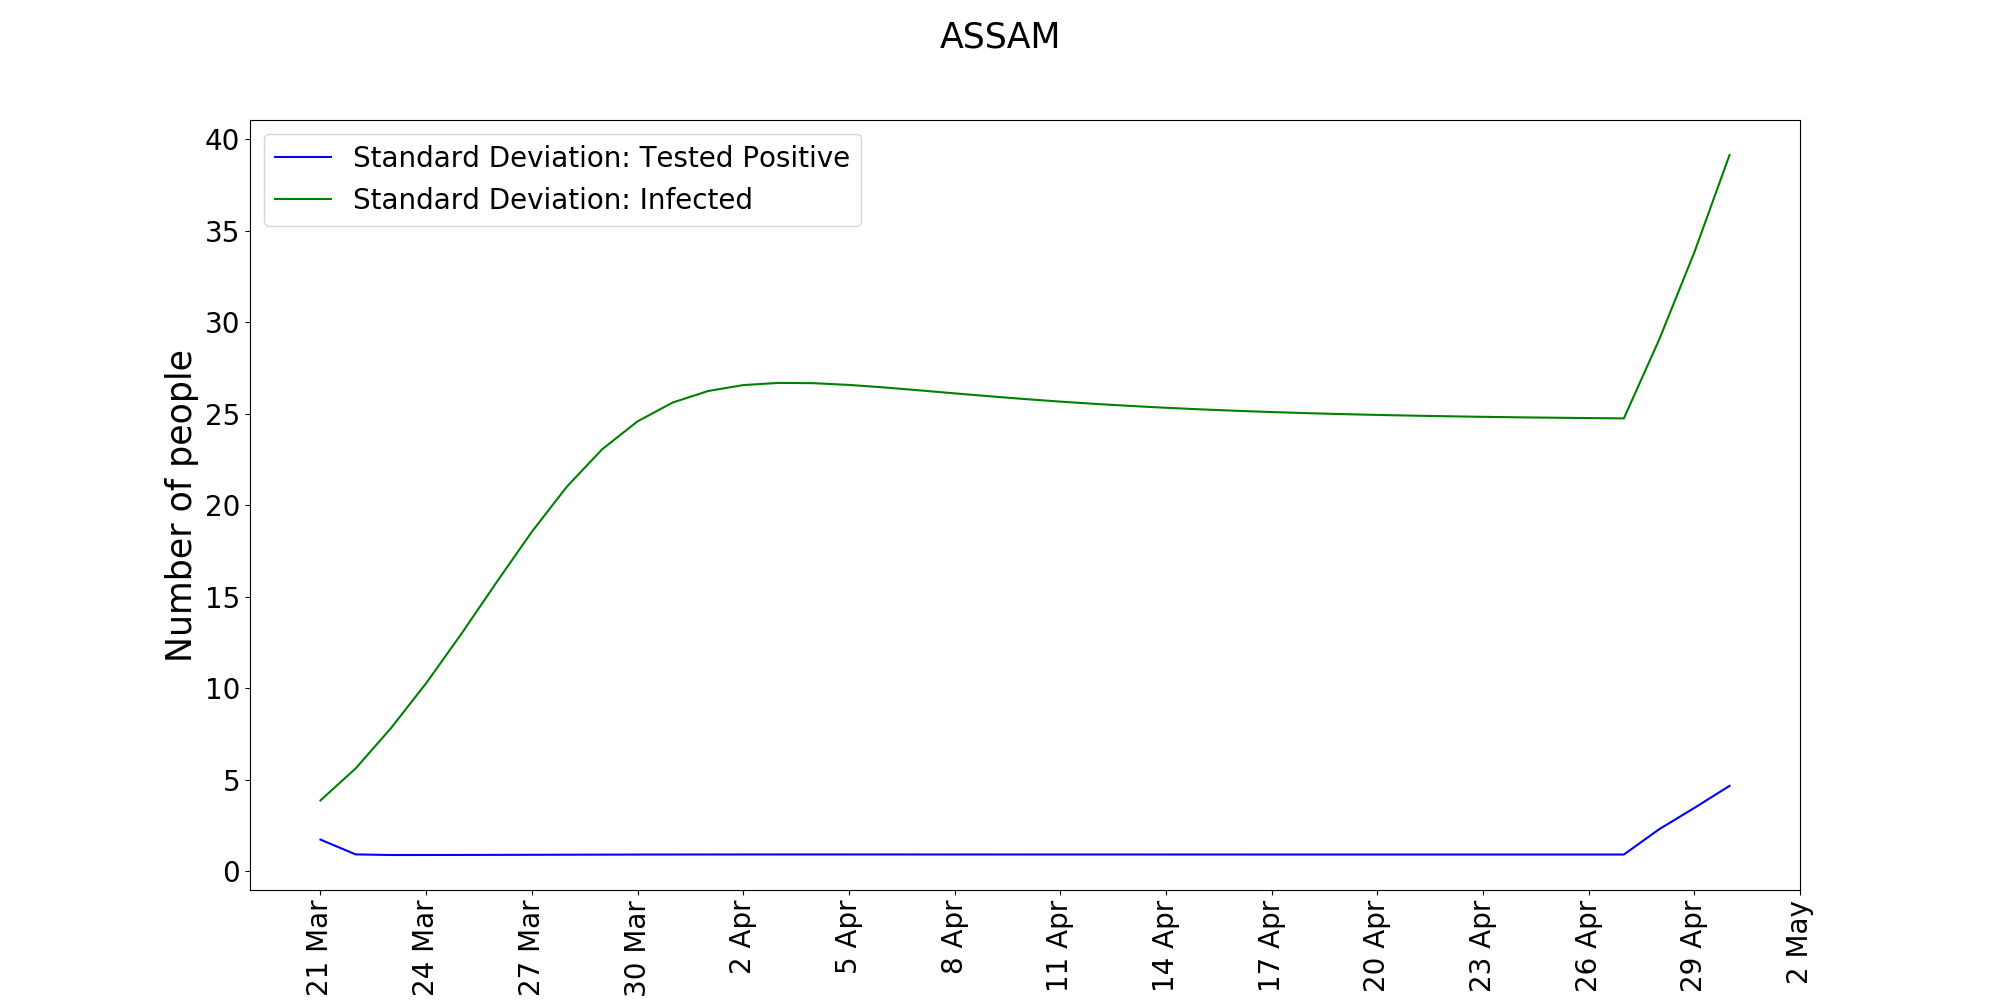 ASSAM
Standard Deviation: Tested Positive
Standard Deviation: Infected
Number of people
40
35
30
25
20
15
10
5
0
21 Mar
24 Mar
27 Mar
30 Mar
2 Apr
5 Apr
8 Apr
11 Apr
14 Apr
17 Apr
20 Apr
23 Apr
26 Apr
29 Apr
2 May